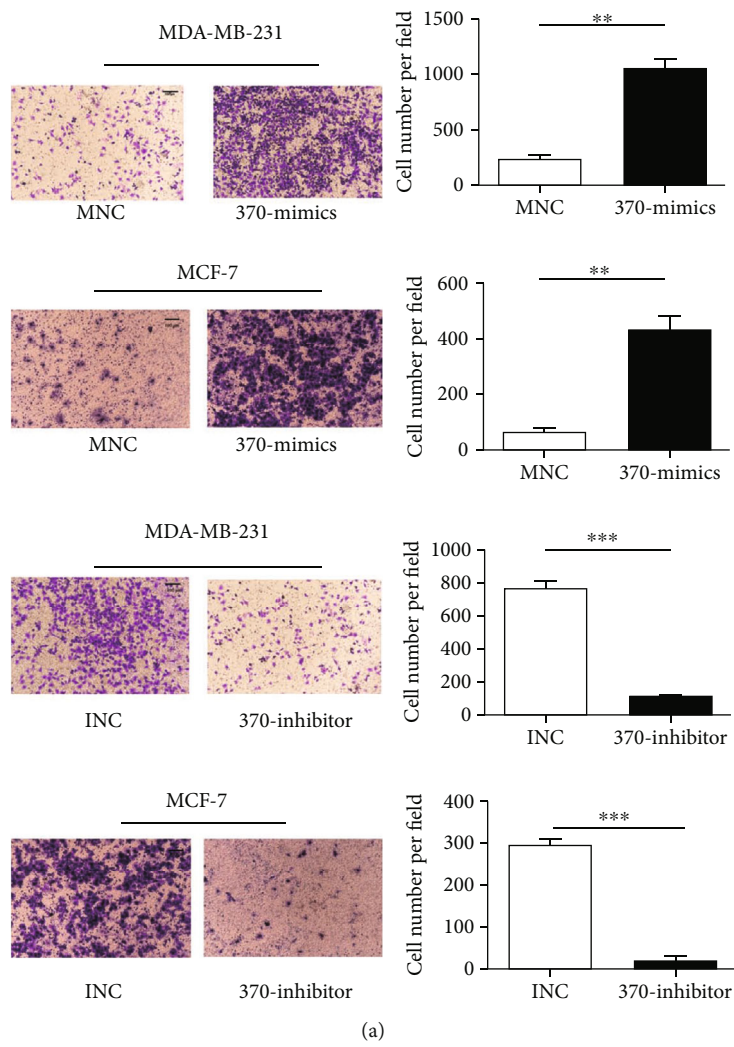 MDA-MB-231
MNC
370-mimics
Cell number per field
1500
1000
500
0
**
MNC
370-mimics
MCF-7
MNC
370-mimics
Cell number per field
600
400
200
0
**
MNC
370-mimics
MDA-MB-231
INC
370-inhibitor
Cell number per field
1000
800
600
400
200
0
***
INC
370-inhibitor
MCF-7
INC
370-inhibitor
Cell number per field
400
300
200
100
0
***
INC
370-inhibitor
(a)